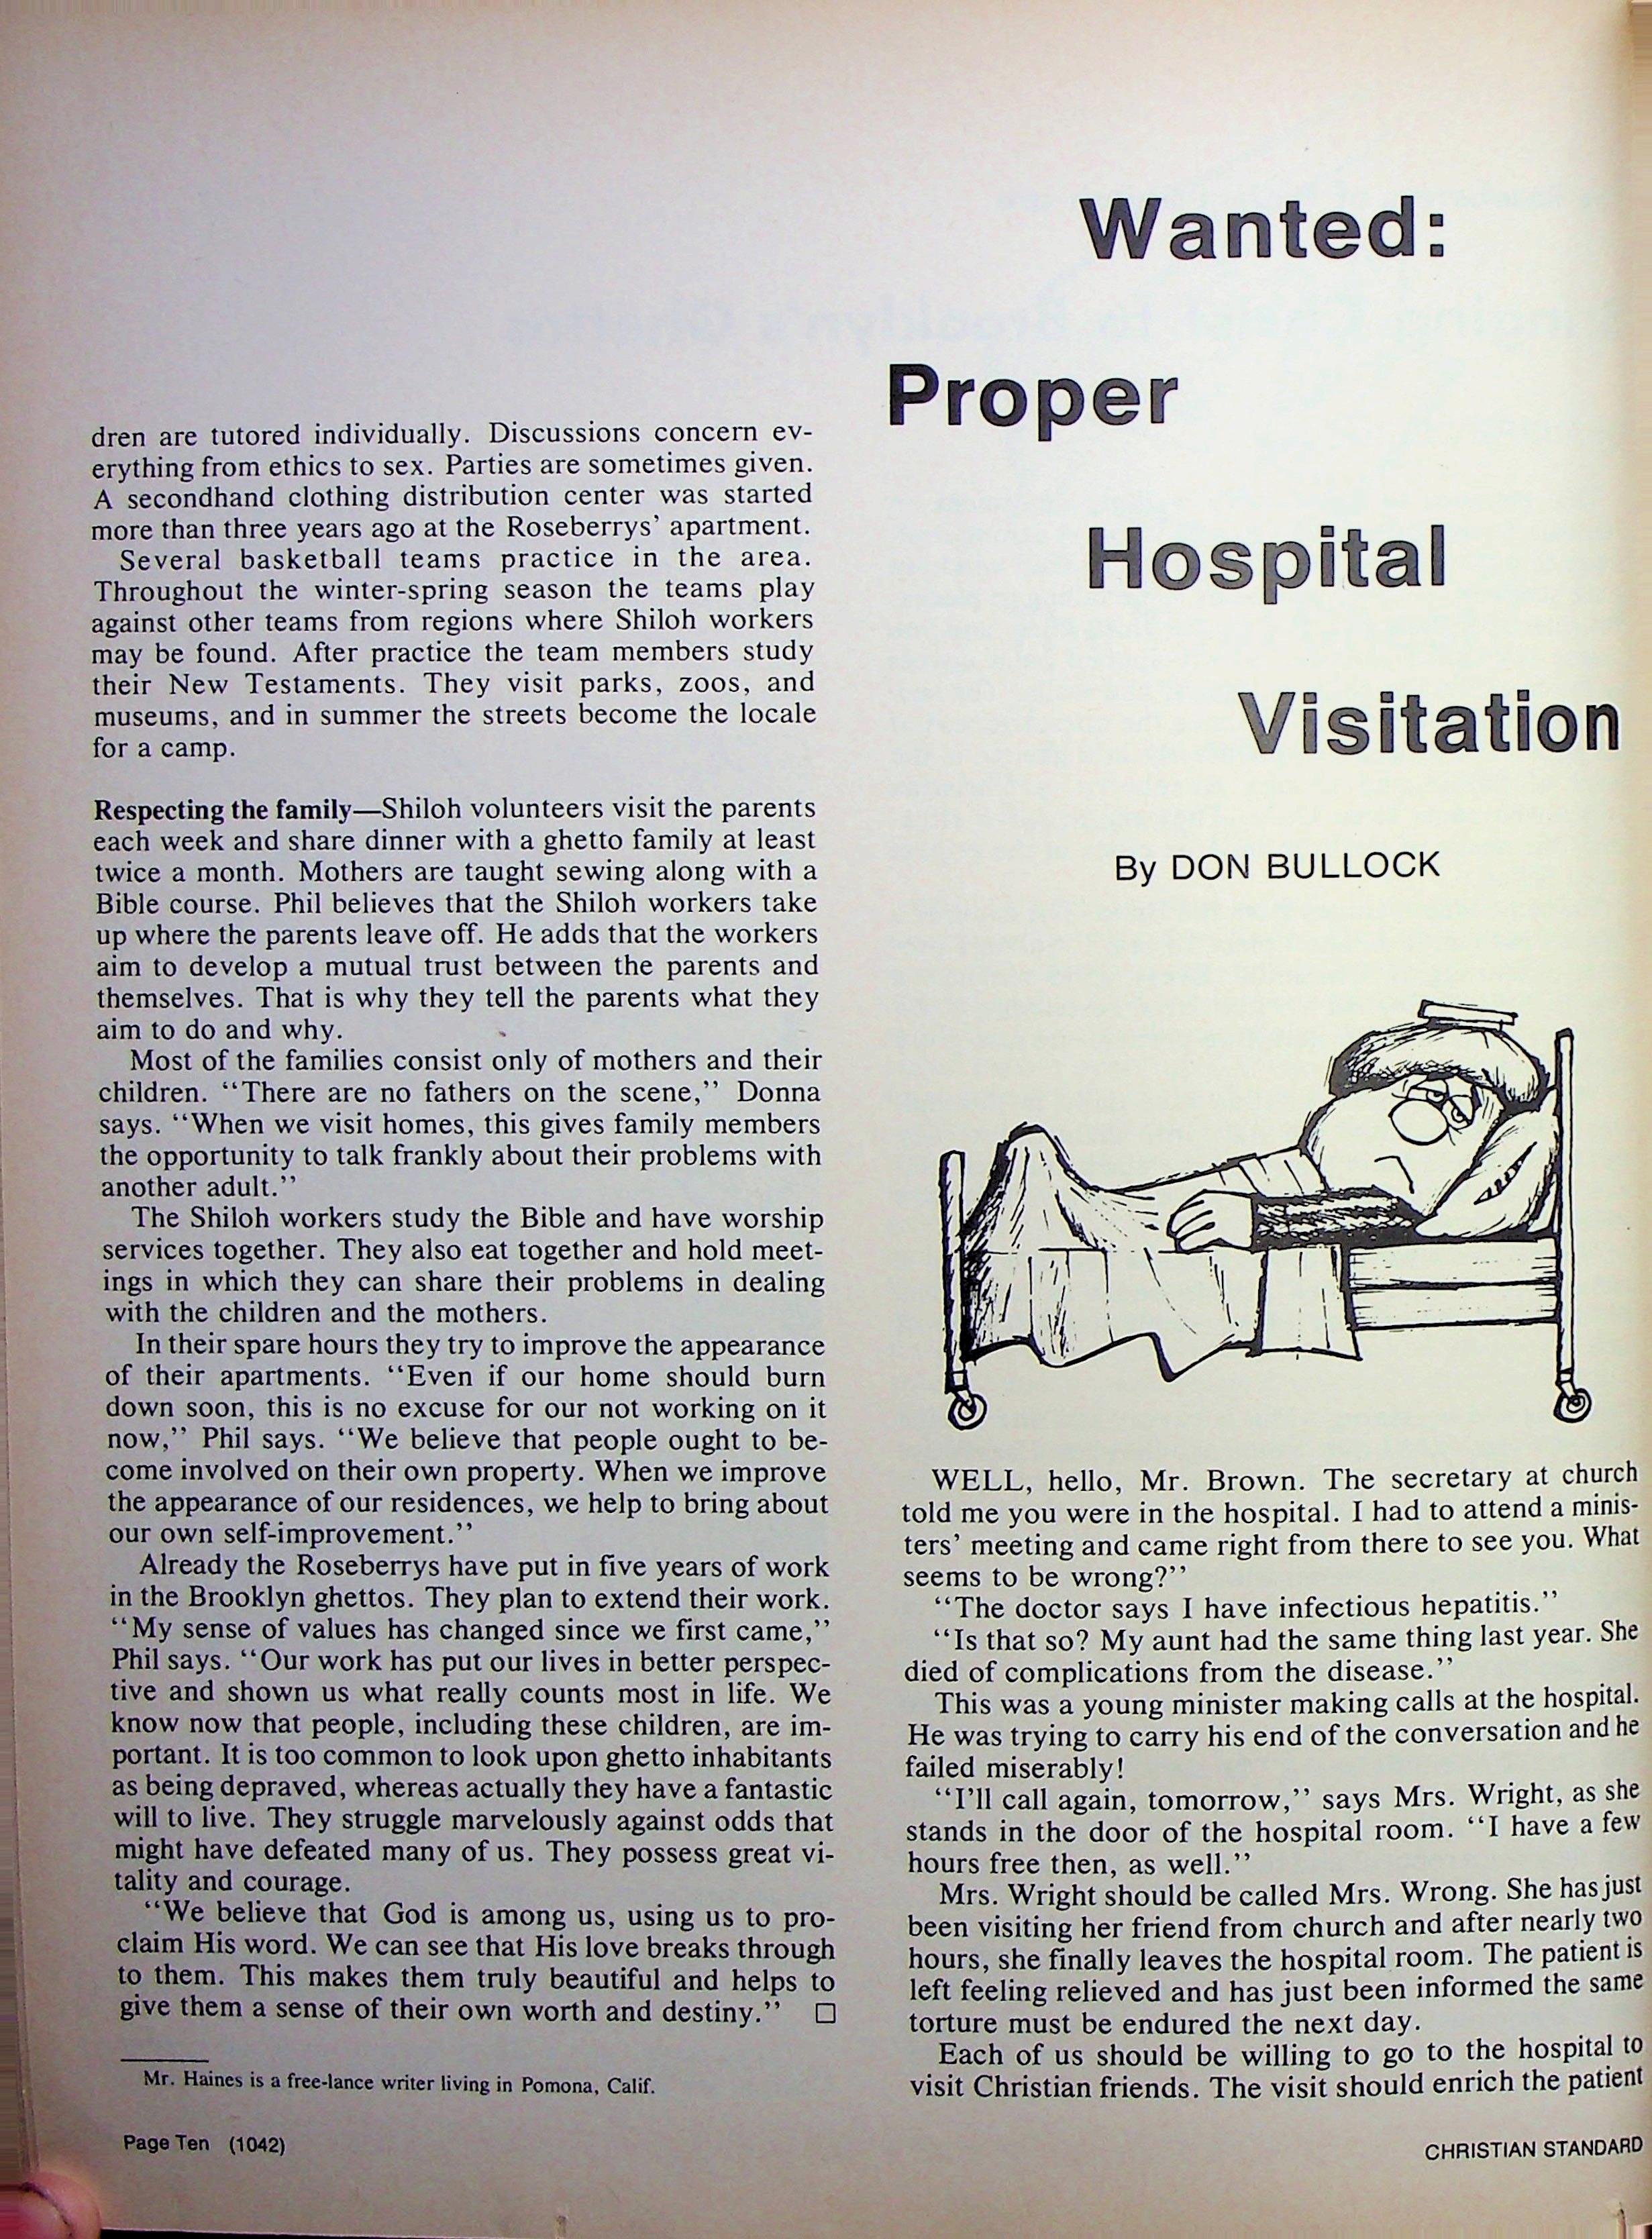 dren are tutored individually. Discussions concern ev-
erything from ethics to sex. Parties are sometimes given.
A secondhand clothing distribution center was started
more than three years ago at the Roseberrys’ apartment.
Several basketball teams practice in the area.
Throughout the winter-spring season the teams play
against other teams from regions where Shiloh workers
may be found. After practice the team members study
their New Testaments. They visit parks, zoos, and
museums, and in summer the streets become the locale
for a camp.
Respecting the family—Shiloh volunteers visit the parents
each week and share dinner with a ghetto family at least
twice a month. Mothers are taught sewing along with a
Bible course. Phil believes that the Shiloh workers take
up where the parents leave off. He adds that the workers
aim to develop a mutual trust between the parents and
themselves. That is why they tell the parents what they
aim to do and why.
Most of the families consist only of mothers and their
children. ‘‘There are no fathers on the scene,’’ Donna
says. ‘‘When we visit homes, this gives family members
the opportunity to talk frankly about their problems with
another adult.’’
The Shiloh workers study the Bible and have worship
services together. They also eat together and hold meet-
ings in which they can share their problems in dealing
with the children and the mothers.
In their spare hours they try to improve the appearance
of their apartments. ‘‘Even if our home should burn
down soon, this is no excuse for our not working on it
now,’’ Phil says. ‘‘We believe that people ought to be-
come involved on their own property. When we improve
the appearance of our residences, we help to bring about
our own self-improvement.’’
Already the Roseberrys have put in five years of work
in the Brooklyn ghettos. They plan to extend their work.
‘‘My sense of values has changed since we first came,’’
Phil says. ‘‘Our work has put our lives in better perspec-
tive and shown us what really counts most in life. We
know now that people, including these children, are im-
portant. It is too common to look upon ghetto inhabitants
as being depraved, whereas actually they have a fantastic
will to live. They struggle marvelously against odds that
might have defeated many of us. They possess great vi-
tality and courage.
‘‘We believe that God is among us, using us to pro-
claim His word. We can see that His love breaks through
to them. This makes them truly beautiful and helps to
give them a sense of their own worth and destiny.’’ □
Mr. Haines is a free-lance writer living in Pomona, Calif.
Page Ten (1042)
Wanted:
Proper
Hospital
Visitation
By DON BULLOCK
WELL, hello, Mr. Brown. The secretary at church
told me you were in the hospital. I had to attend a minis-
ters’ meeting and came right from there to see you. What
seems to be wrong?’’
‘‘The doctor says I have infectious hepatitis.’’
‘‘Is that so? My aunt had the same thing last year. She
died of complications from the disease.’’
This was a young minister making calls at the hospital.
He was trying to carry his end of the conversation and he
failed miserably!
‘‘I’ll call again, tomorrow,’’ says Mrs. Wright, as she
stands in the door of the hospital room. ‘‘I have a few
hours free then, as well.’’
Mrs. Wright should be called Mrs. Wrong. She has just
been visiting her friend from church and after nearly two
hours, she finally leaves the hospital room. The patient is
left feeling relieved and has just been informed the same
torture must be endured the next day.
Each of us should be willing to go to the hospital to
visit Christian friends. The visit should enrich the patient
CHRISTIAN STANDARD